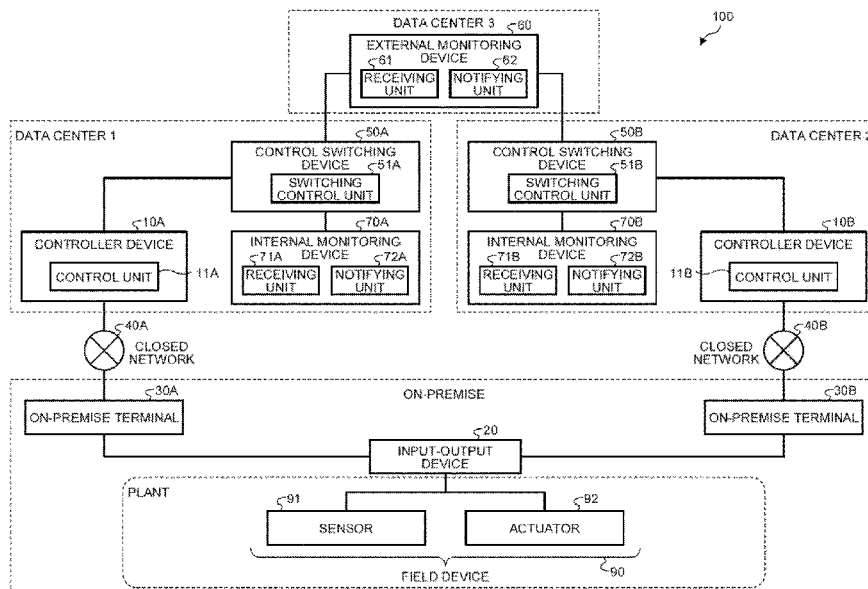 100
DATA CENTER 3
60
EXTERNAL MONITORING
DEVICE
61
62
RECEIVING
UNIT
NOTIFYING
UNIT
DATA CENTER 1
50A
CONTROL SWITCHING
DEVICE
51A
SWITCHING
CONTROL UNIT
10A
CONTROLLER DEVICE
CONTROL UNIT
11A
70A
INTERNAL MONITORING
DEVICE
71A
72A
RECEIVING
UNIT
NOTIFYING
UNIT
DATA CENTER 2
50B
CONTROL SWITCHING
DEVICE
51B
SWITCHING
CONTROL UNIT
70B
INTERNAL MONITORING
DEVICE
71B
72B
RECEIVING
UNIT
NOTIFYING
UNIT
10B
CONTROLLER DEVICE
11B
CONTROL UNIT
40A
CLOSED
NETWORK
40B
CLOSED
NETWORK
ON-PREMISE
30A
ON-PREMISE TERMINAL
30B
ON-PREMISE TERMINAL
20
INPUT-OUTPUT
DEVICE
PLANT
91
SENSOR
92
ACTUATOR
90
FIELD DEVICE